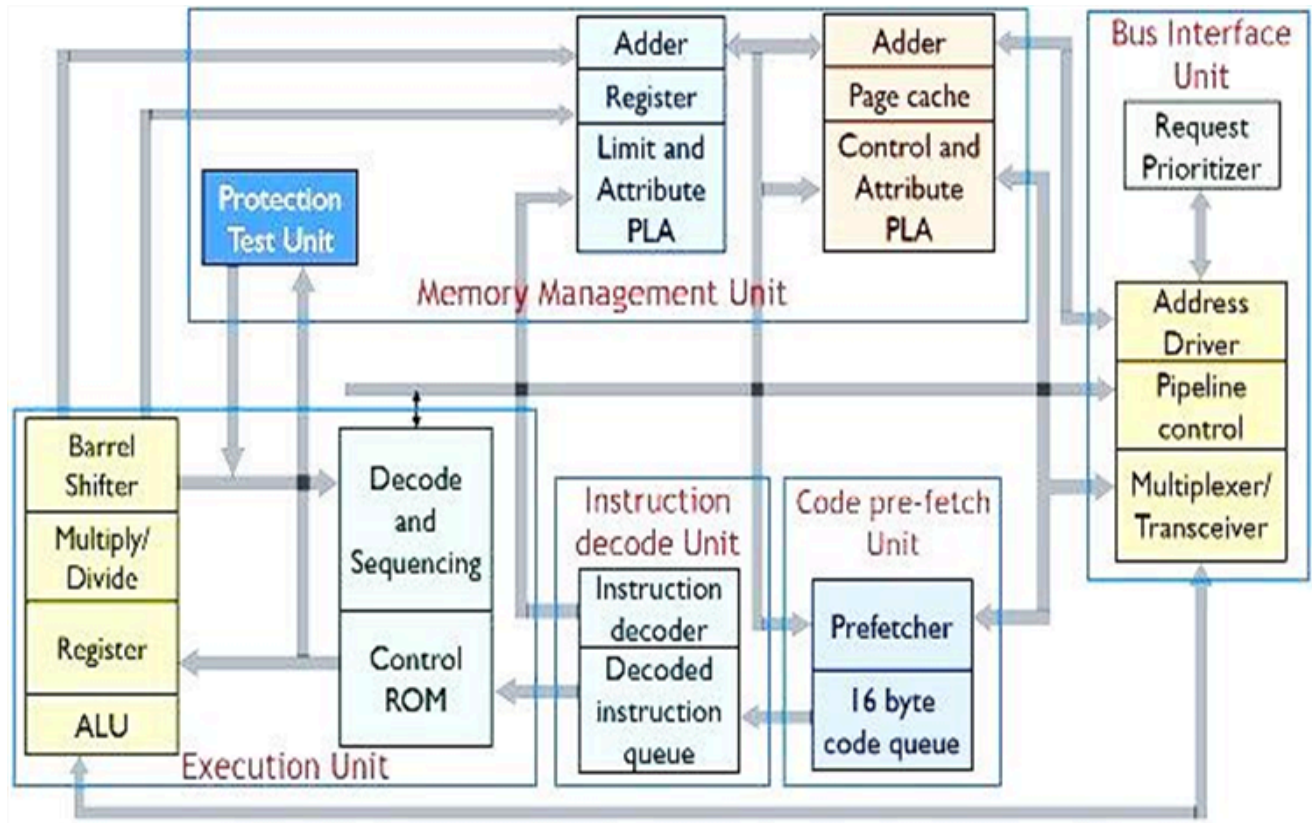 Adder
Register
Limit and
Attribute
PLA
Adder
Page cache
Control and
Attribute
PLA
Protection
Test Unit
Memory Management Unit
Bus Interface
Unit
Request
Prioritizer
Address
Driver
Pipeline
control
Multiplexer/
Transceiver
Barrel
Shifter
Multiply/
Divide
Register
ALU
Decode
and
Sequencing
Control
ROM
Execution Unit
Instruction
decode Unit
Instruction
decoder
Decoded
instruction
queue
Code pre-fetch
Unit
Prefetcher
16 byte
code queue